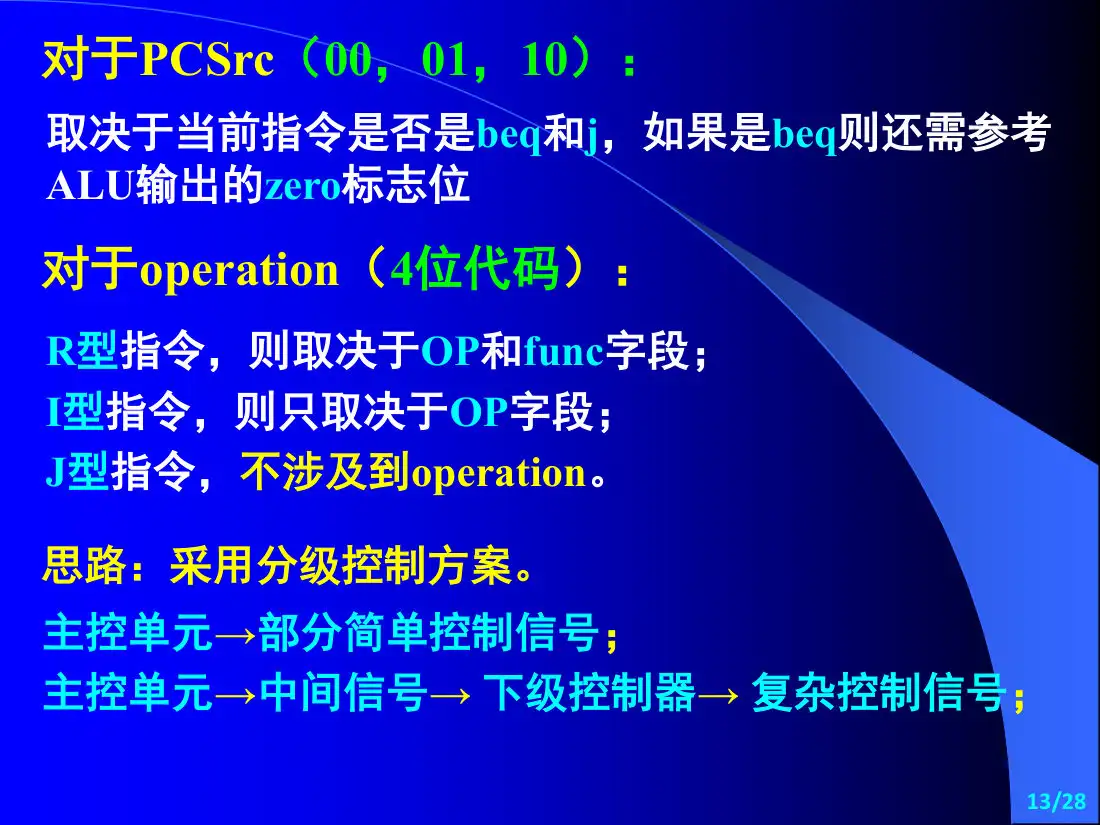 对于PCSrc（00，01，10）：
取决于当前指令是否是beq和j，如果是beq则还需参考
ALU输出的zero标志位
对于operation（4位代码）：
R型指令，则取决于OP和func字段；
I型指令，则只取决于OP字段；
J型指令，不涉及到operation。
思路：采用分级控制方案。
主控单元→部分简单控制信号；
主控单元→中间信号→ 下级控制器→ 复杂控制信号；
13/28